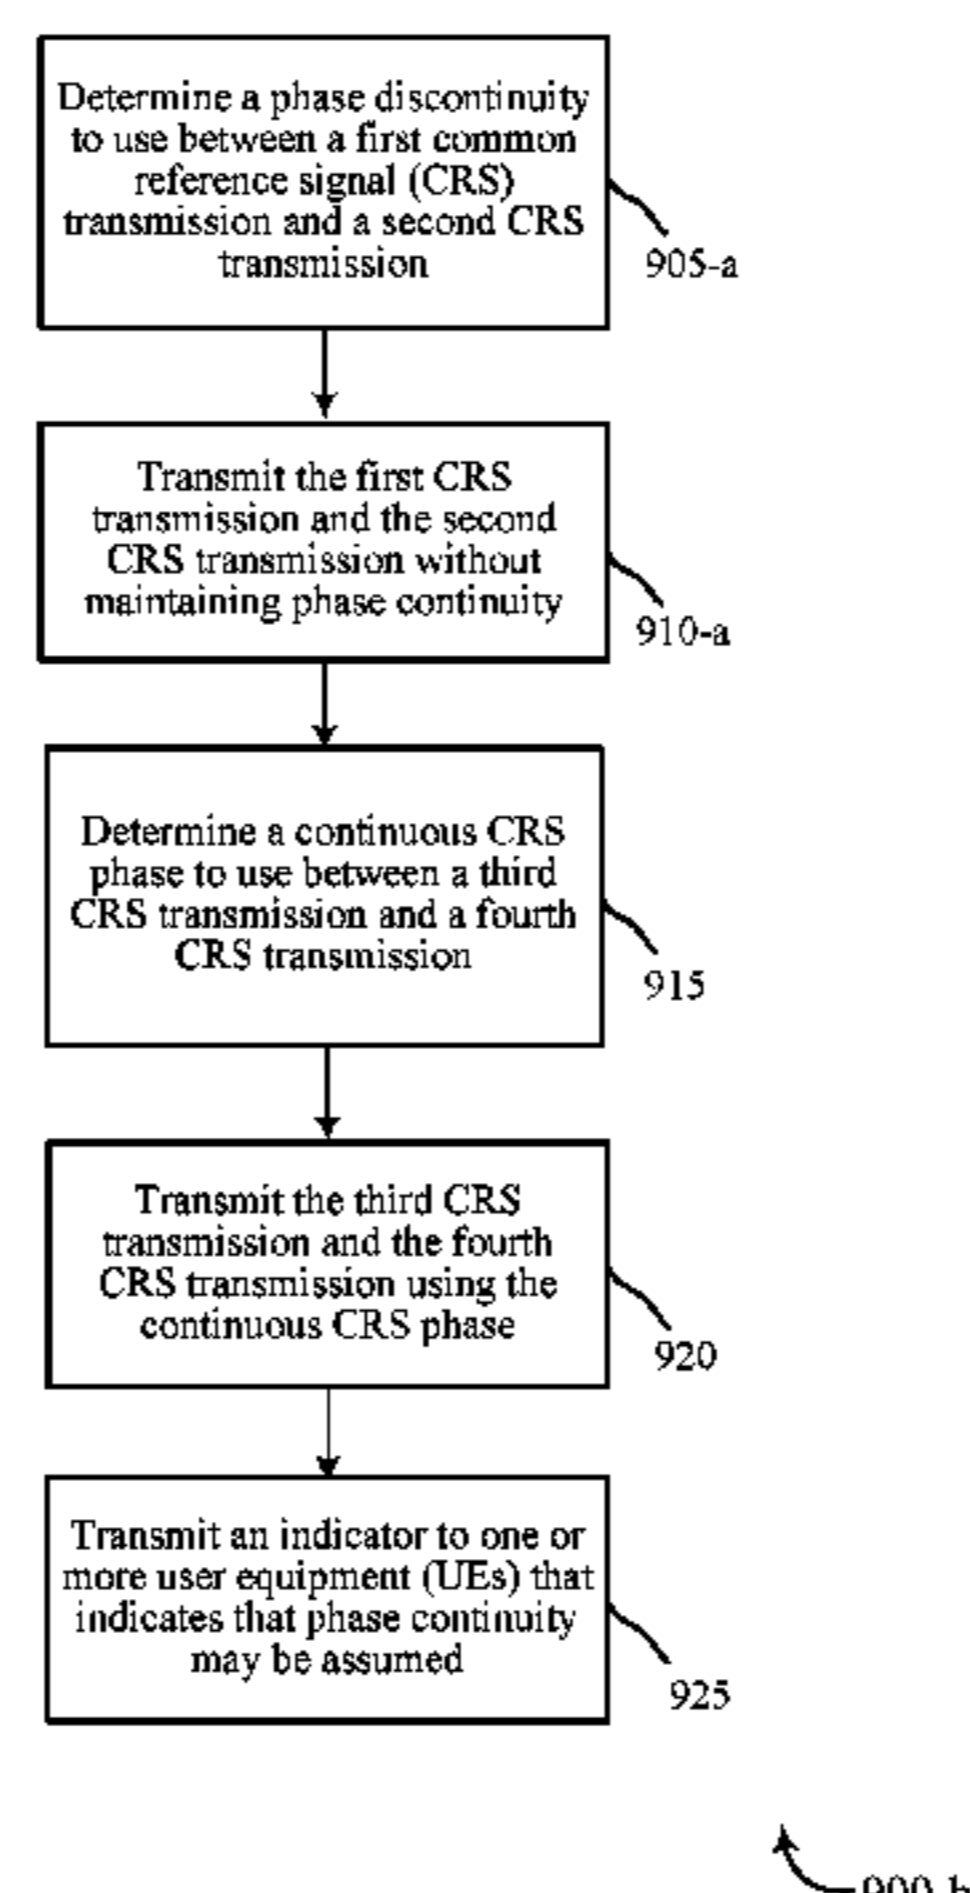 Determine a phase discontinuity
to use between a first common
reference signal (CRS)
transmission and a second CRS
transmission
905-a
Transmit the first CRS
transmission and the second
CRS transmission without
maintaining phase continuity
910-a
Determine a continuous CRS
phase to use between a third
CRS transmission and a fourth
CRS transmission
915
Transmit the third CRS
transmission and the fourth
CRS transmission using the
continuous CRS phase
920
Transmit an indicator to one or
more user equipment (UEs) that
indicates that phase continuity
may be assumed
925
900-b